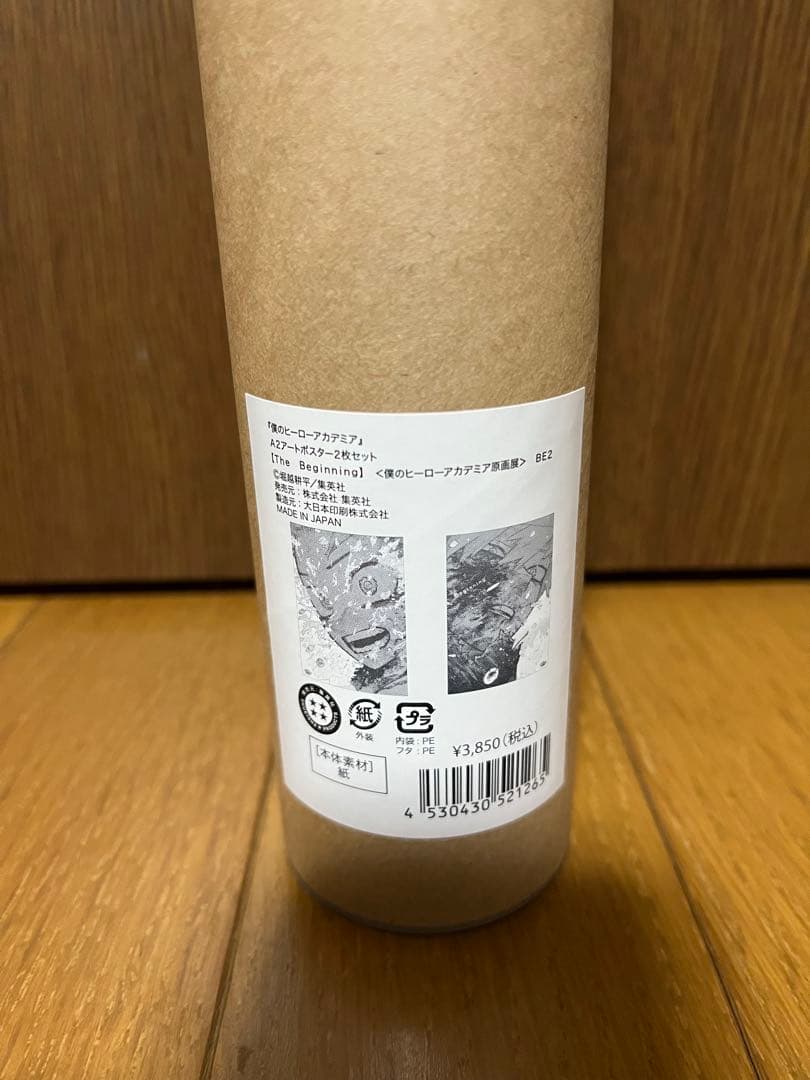 『僕のヒーローアカデミア』
A2アートポスター2枚セット
【The Beginning】 <僕のヒーローアカデミア原画展> BE2
©堀越耕平/集英社
発売元:株式会社 集英社
製造元:大日本印刷株式会社
MADE IN JAPAN
紙
外装
プラ
内袋:PE
フタ:PE
¥3,850(税込)
[本体素材]
紙
4 530430 521265